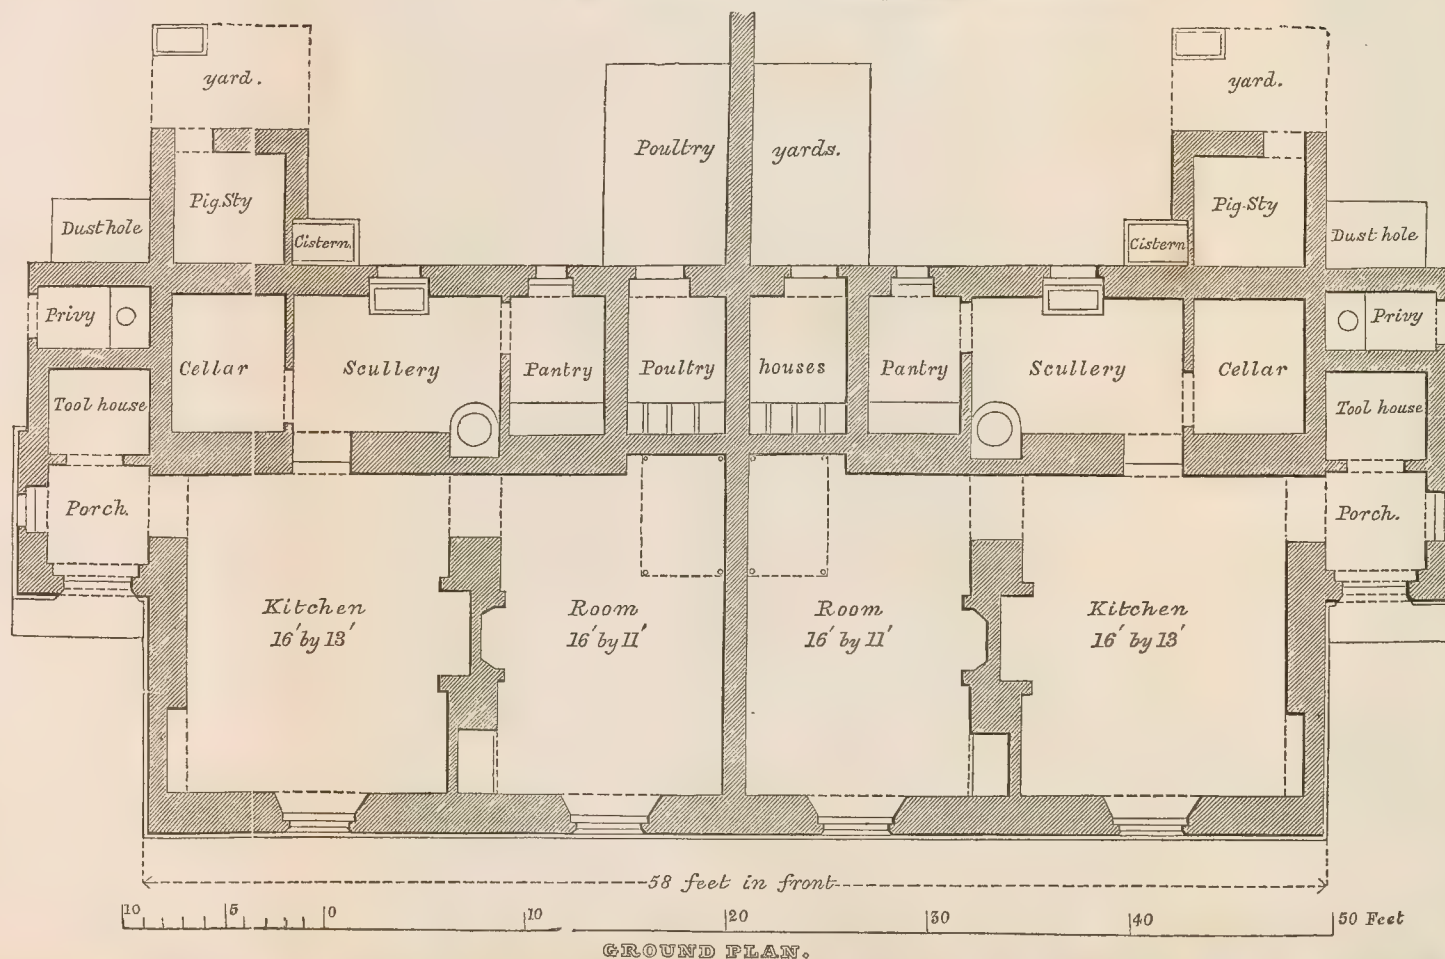 yard.
yard.
Poultry yards.
Pig Sty
Pig Sty
Dust hole
Cistern.
Cistern
Dust hole
Privy
Privy
Cellar
Scullery
Pantry
Poultry houses
Pantry
Scullery
Cellar
Tool house
Tool house
Porch.
Porch.
Kitchen
16' by 13'
Room
16' by 11'
Room
16' by 11'
Kitchen
16' by 13'
58 feet in front
10 5 0 10 20 30 40 50 Feet
GROUND PLAN.